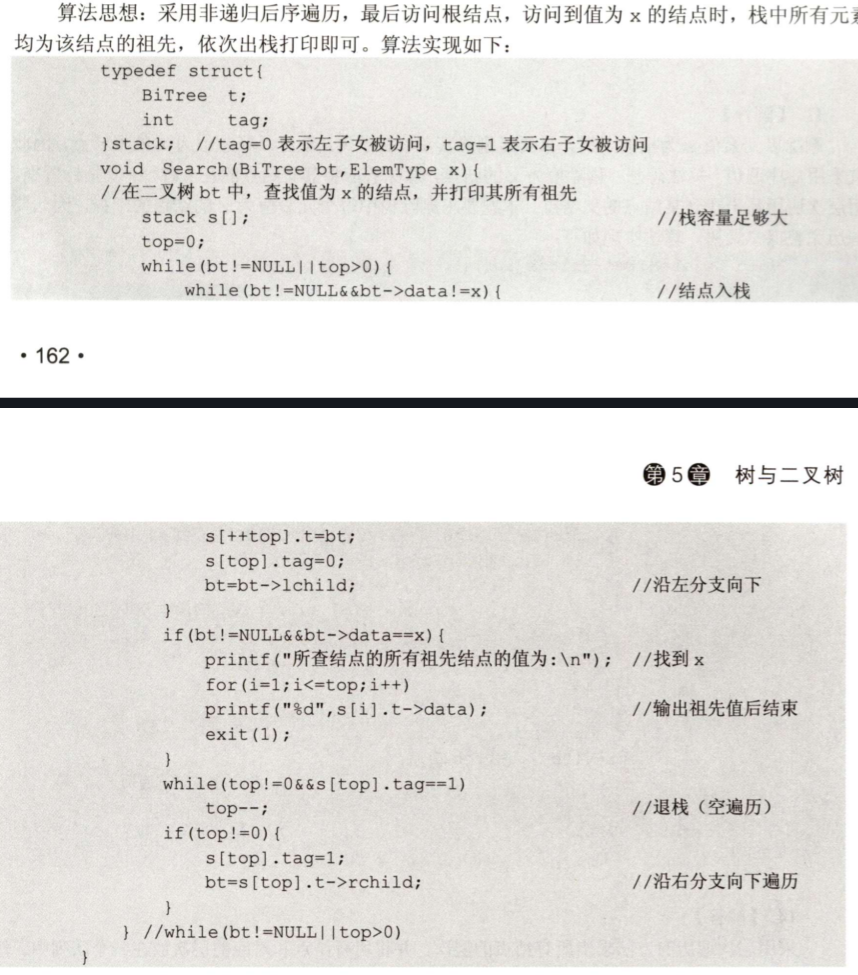 算法思想：采用非递归后序遍历，最后访问根结点，访问到值为 x 的结点时，栈中所有元素
均为该结点的祖先，依次出栈打印即可。算法实现如下：
typedef struct{
    BiTree  t;
    int     tag;
}stack;  //tag=0 表示左子女被访问，tag=1 表示右子女被访问
void  Search(BiTree bt,ElemType x){
//在二叉树 bt 中，查找值为 x 的结点，并打印其所有祖先
    stack s[];  //栈容量足够大
    top=0;
    while(bt!=NULL||top>0){
        while(bt!=NULL&&bt->data!=x){  //结点入栈
• 162 •
第 5 章  树与二叉树
            s[++top].t=bt;
            s[top].tag=0;
            bt=bt->lchild;  //沿左分支向下
        }
        if(bt!=NULL&&bt->data==x){
            printf("所查结点的所有祖先结点的值为:\n");  //找到 x
            for(i=1;i<=top;i++)
            printf("%d",s[i].t->data);  //输出祖先值后结束
            exit(1);
        }
        while(top!=0&&s[top].tag==1)
            top--;  //退栈（空遍历）
        if(top!=0){
            s[top].tag=1;
            bt=s[top].t->rchild;  //沿右分支向下遍历
        }
    } //while(bt!=NULL||top>0)
}